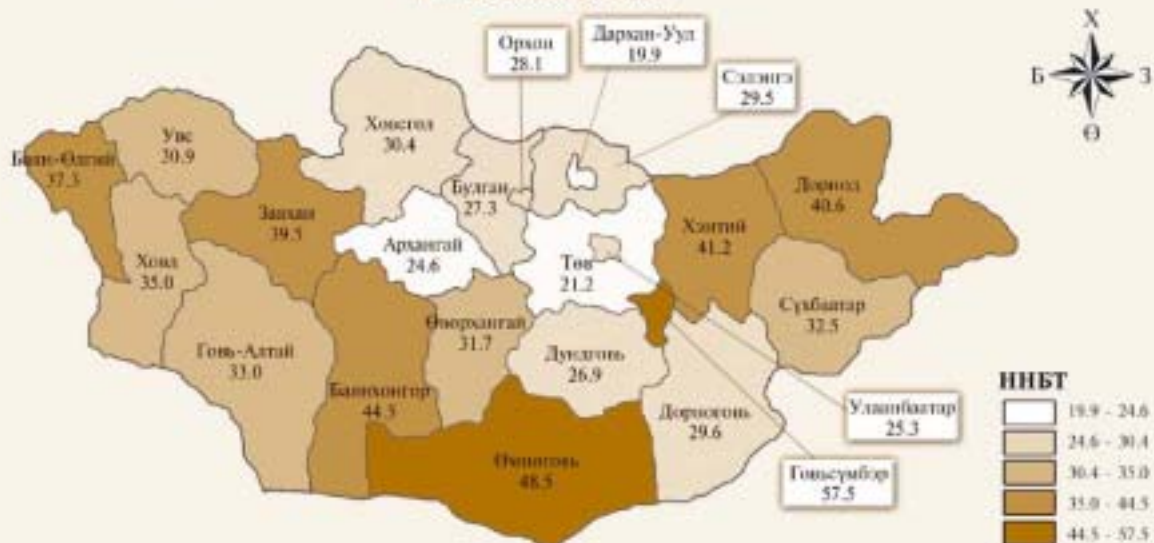 Орхон
28.1
Дархан-Уул
19.9
Сэлэнгэ
29.5
Х
Б
З
Ө
Хөвсгөл
30.4
Увс
30.9
Баян-Өлгий
37.3
Булган
27.3
Завхан
39.5
Архангай
24.6
Төв
21.2
Хэнтий
41.2
Дорнод
40.6
Ховд
35.0
Сүхбаатар
32.5
Өвөрхангай
31.7
Говь-Алтай
33.0
Дундговь
26.9
Баянхонгор
44.5
Дорноговь
29.6
Улаанбаатар
25.3
Өмнөговь
48.5
Говьсүмбэр
57.5
ННБТ
19.9 - 24.6
24.6 - 30.4
30.4 - 35.0
35.0 - 44.5
44.5 - 57.5